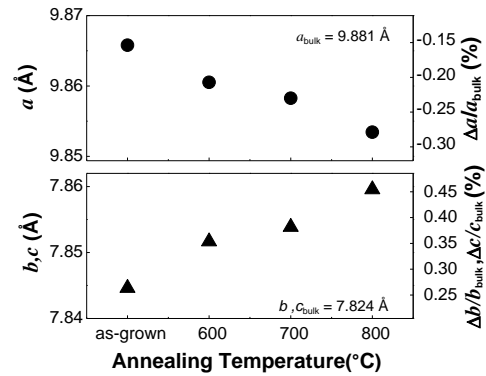 9.87
9.86
9.85
a (Å)
a_bulk = 9.881 Å
-0.15
-0.20
-0.25
-0.30
Δa/a_bulk (%)
7.86
7.85
7.84
b,c (Å)
b ,c_bulk = 7.824 Å
0.45
0.40
0.35
0.30
0.25
Δb/b_bulk,Δc/c_bulk (%)
as-grown 600 700 800
Annealing Temperature(°C)